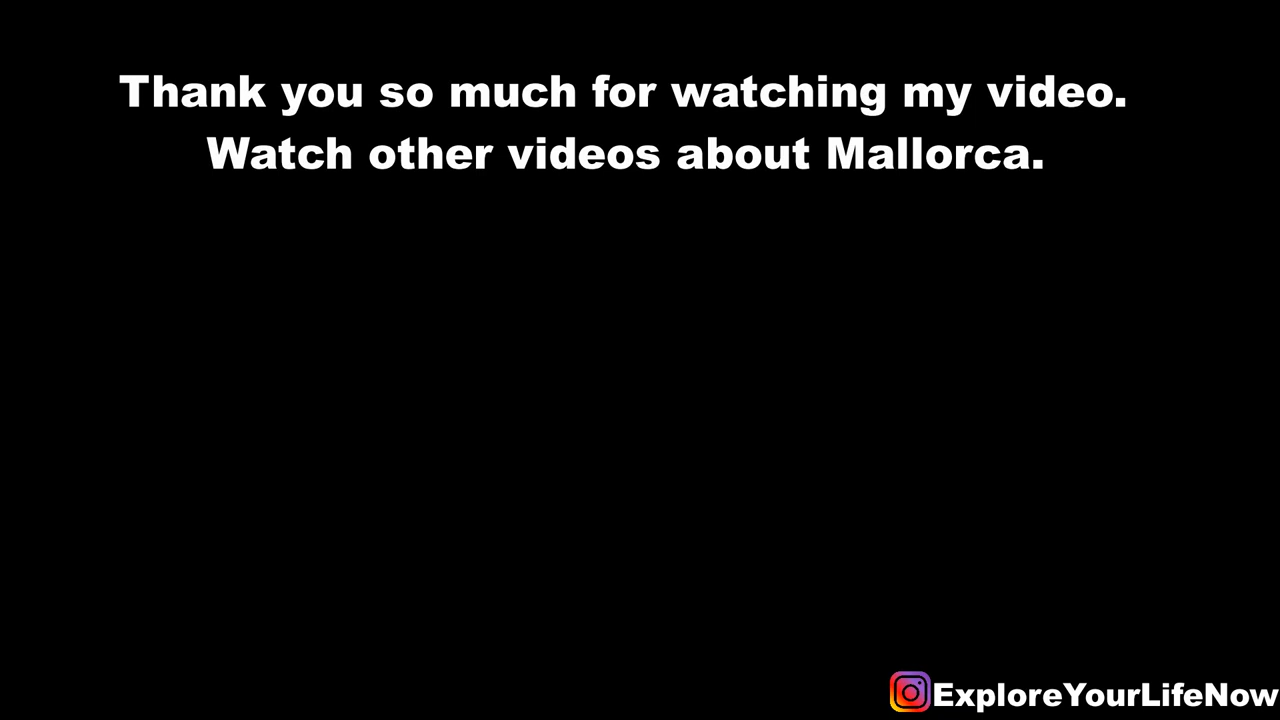 Thank you so much for watching my video.
Watch other videos about Mallorca.
ExploreYourLifeNow